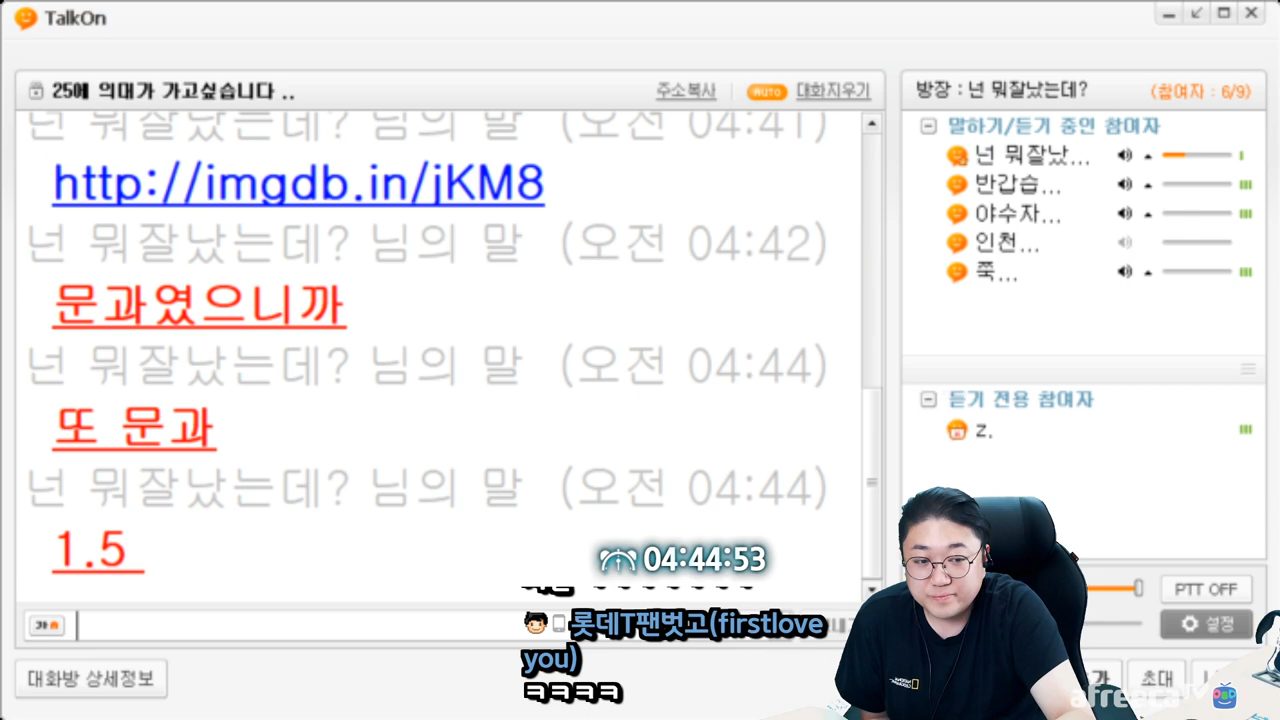 TalkOn
25에 의대가 가고싶습니다 ..
주소복사
AUTO
대화지우기
넌 뭐잘났는데? 님의 말 (오전 04:41)
http://imgdb.in/jKM8
넌 뭐잘났는데? 님의 말 (오전 04:42)
문과였으니까
넌 뭐잘났는데? 님의 말 (오전 04:44)
또 문과
넌 뭐잘났는데? 님의 말 (오전 04:44)
1.5
방장 : 넌 뭐잘났는데?
(참여자 : 6/9)
말하기/듣기 중인 참여자
넌 뭐잘났...
반갑습...
야수자...
인천...
쭉...
듣기 전용 참여자
z.
04:44:53
롯데T팬벗고(firstlove
you)
ㅋㅋㅋㅋ
가
PTT OFF
설정
대화방 상세정보
초대
afreecaTV